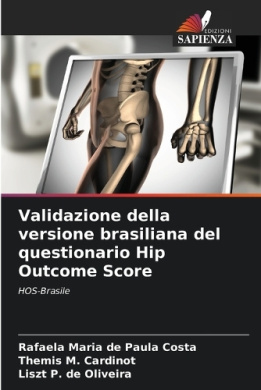 EDIZIONI
SAPIENZA
Validazione della
versione brasiliana del
questionario Hip
Outcome Score
HOS-Brasile
Rafaela Maria de Paula Costa
Themis M. Cardinot
Liszt P. de Oliveira